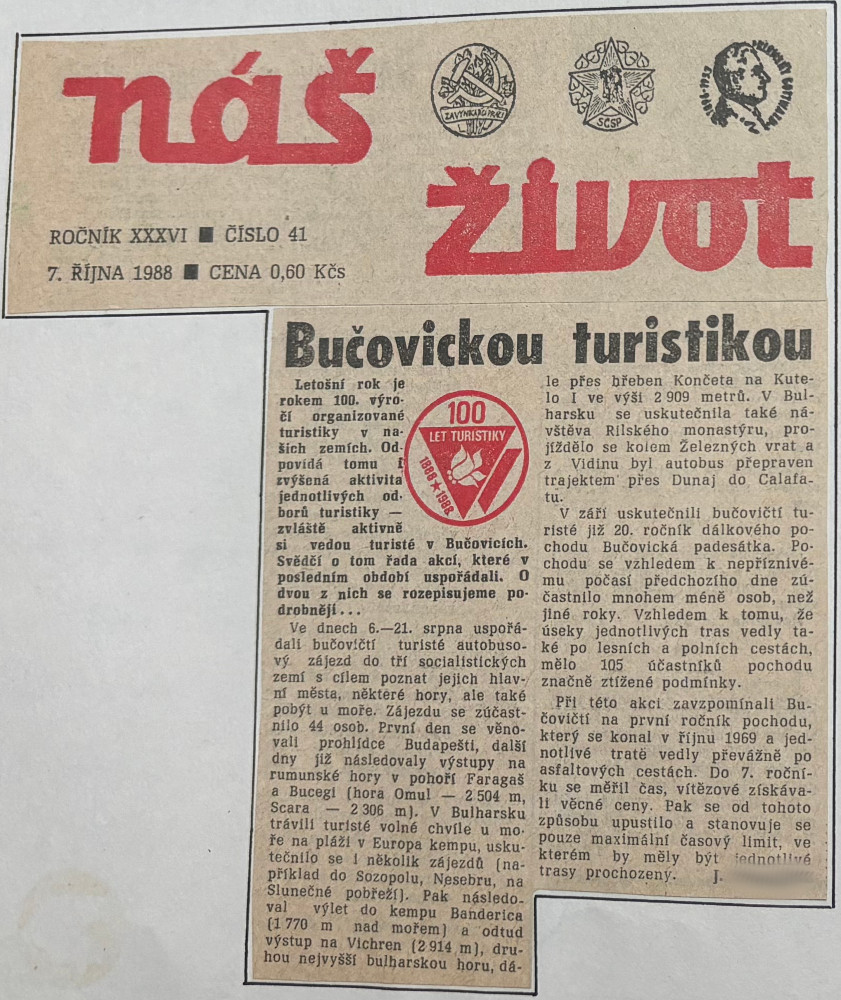 náš
život
ZA VYNIKAJÍCÍ PRÁCI
SČSP
1896-1953
ROČNÍK XXXVI ■ ČÍSLO 41
7. ŘÍJNA 1988 ■ CENA 0,60 Kčs
Bučovickou turistikou
Letošní rok je
rokem 100. výro-
čí organizované
turistiky v na-
šich zemích. Od-
povídá tomu i
zvýšená aktivita
jednotlivých od-
borů turistiky —
zvláště aktivně
si vedou turisté v Bučovicích.
Svědčí o tom řada akcí, které v
posledním období uspořádali. O
dvou z nich se rozepisujeme po-
drobněji...
100
LET TURISTIKY
1888★1988
Ve dnech 6.—21. srpna uspořá-
dali bučovičtí turisté autobuso-
vý zájezd do tří socialistických
zemí s cílem poznat jejich hlav-
ní města, některé hory, ale také
pobýt u moře. Zájezdu se zúčast-
nilo 44 osob. První den se věno-
vali prohlídce Budapešti, další
dny již následovaly výstupy na
rumunské hory v pohoří Faragaš
a Bucegi (hora Omul — 2 504 m,
Scara — 2 306 m). V Bulharsku
trávili turisté volné chvíle u mo-
ře na pláži v Europa kempu, usku-
tečnilo se i několik zájezdů (na-
příklad do Sozopolu, Nesebru, na
Slunečné pobřeží). Pak následo-
val výlet do kempu Banderica
(1 770 m nad mořem) a odtud
výstup na Vichren (2 914 m), dru-
hou nejvyšší bulharskou horu, dá-
le přes hřeben Končeta na Kute-
lo I ve výši 2 909 metrů. V Bul-
harsku se uskutečnila také ná-
vštěva Rilského monastýru, pro-
jíždělo se kolem Železných vrat a
z Vidinu byl autobus přepraven
trajektem přes Dunaj do Calafa-
tu.
V září uskutečnili bučovičtí tu-
risté již 20. ročník dálkového po-
chodu Bučovická padesátka. Po-
chodu se vzhledem k nepříznivé-
mu počasí předchozího dne zú-
častnilo mnohem méně osob, než
jiné roky. Vzhledem k tomu, že
úseky jednotlivých tras vedly ta-
ké po lesních a polních cestách,
mělo 105 účastníků pochodu
značně ztížené podmínky.
Při této akci zavzpomínali Bu-
čovičtí na první ročník pochodu,
který se konal v říjnu 1969 a jed-
notlivé tratě vedly převážně po
asfaltových cestách. Do 7. roční-
ku se měřil čas, vítězové získáva-
li věcné ceny. Pak se od tohoto
způsobu upustilo a stanovuje se
pouze maximální časový limit, ve
kterém by měly být jednotlivé
trasy prochozeny. J.